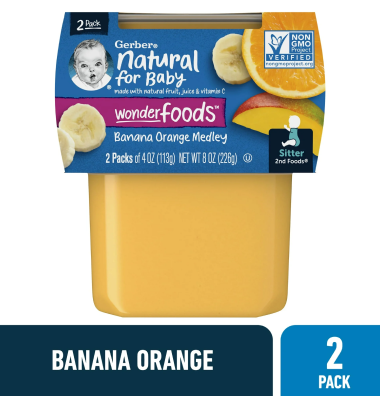 2 Pack
Gerber®
natural
for Baby
made with natural fruit, juice & vitamin C
wonderfoods™
Banana Orange Medley
2 Packs of 4 OZ (113g) NET WT 8 OZ (226g) U
NON
GMO
Project
VERIFIED
nongmoproject.org
Sitter
2nd Foods®
BANANA ORANGE
2
PACK